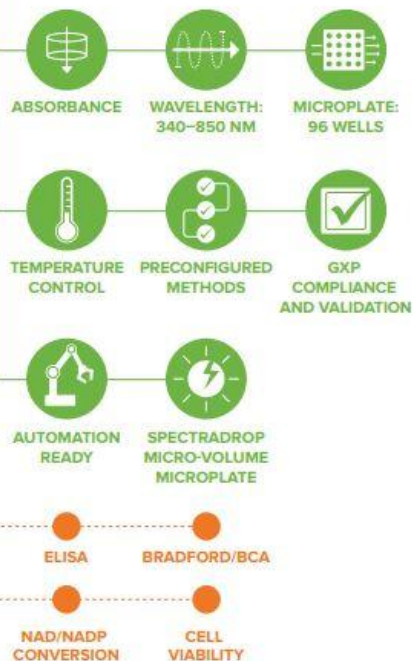 ABSORBANCE
WAVELENGTH:
340–850 NM
MICROPLATE:
96 WELLS
TEMPERATURE
CONTROL
PRECONFIGURED
METHODS
GXP
COMPLIANCE
AND VALIDATION
AUTOMATION
READY
SPECTRADROP
MICRO-VOLUME
MICROPLATE
ELISA
BRADFORD/BCA
NAD/NADP
CONVERSION
CELL
VIABILITY